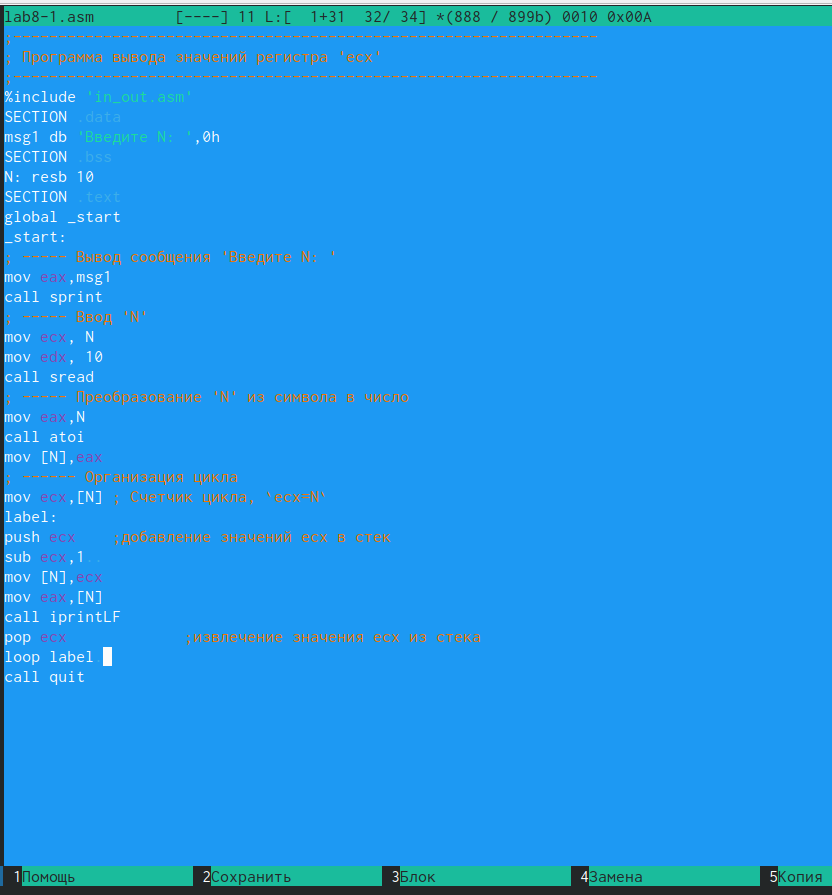 lab8-1.asm [----] 11 L:[ 1+31 32/ 34] *(888 / 899b) 0010 0x00A
;-----------------------------------------------------------------
; Программа вывода значений регистра 'ecx'
;-----------------------------------------------------------------
%include 'in_out.asm'
SECTION .data
msg1 db 'Введите N: ',0h
SECTION .bss
N: resb 10
SECTION .text
global _start
_start:
; ----- Вывод сообщения 'Введите N: '
mov eax,msg1
call sprint
; ----- Ввод 'N'
mov ecx, N
mov edx, 10
call sread
; ----- Преобразование 'N' из символа в число
mov eax,N
call atoi
mov [N],eax
; ------ Организация цикла
mov ecx,[N] ; Счетчик цикла, `ecx=N`
label:
push ecx ;добавление значений ecx в стек
sub ecx,1
mov [N],ecx
mov eax,[N]
call iprintLF
pop ecx ;извлечение значения ecx из стека
loop label
call quit
1Помощь 2Сохранить 3Блок 4Замена 5Копия